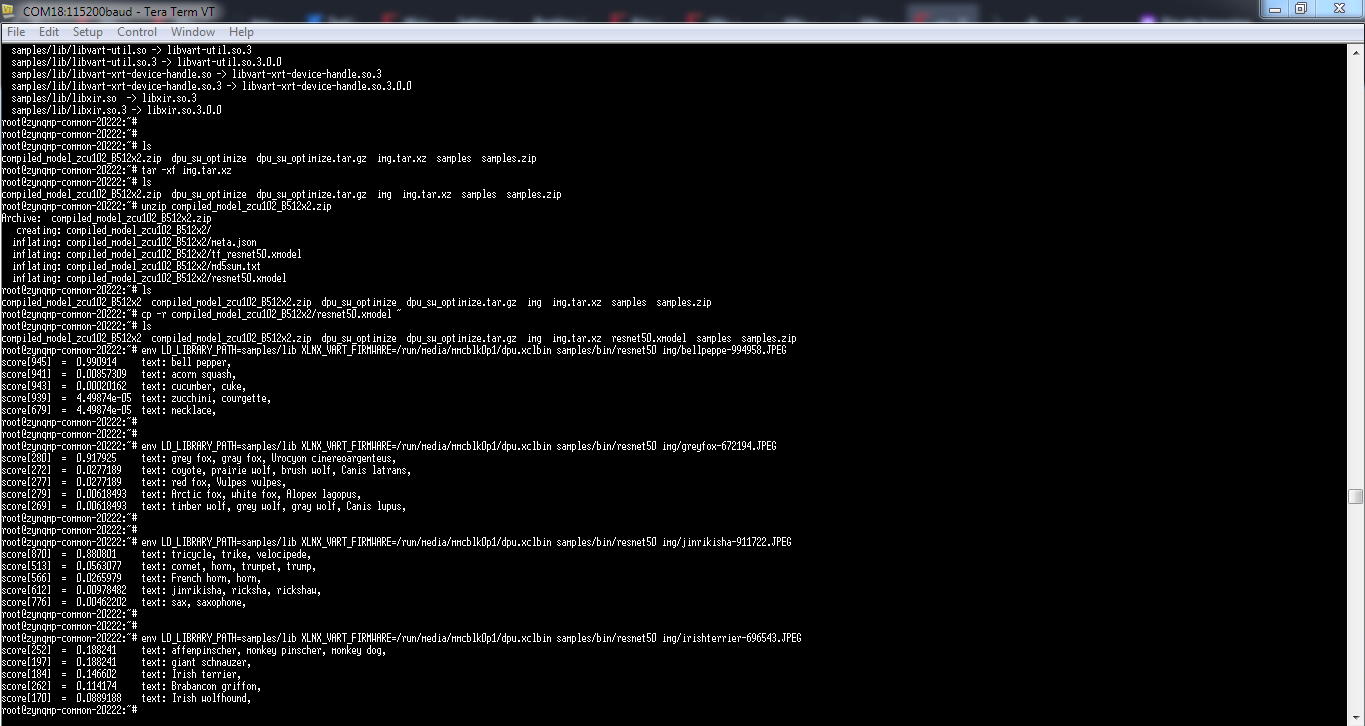 COM18:115200baud - Tera Term VT
File Edit Setup Control Window Help
samples/lib/libvart-util.so -> libvart-util.so.3
samples/lib/libvart-util.so.3 -> libvart-util.so.3.0.0
samples/lib/libvart-xrt-device-handle.so -> libvart-xrt-device-handle.so.3
samples/lib/libvart-xrt-device-handle.so.3 -> libvart-xrt-device-handle.so.3.0.0
samples/lib/libxir.so -> libxir.so.3
samples/lib/libxir.so.3 -> libxir.so.3.0.0
root@zynqmp-common-20222:~#
root@zynqmp-common-20222:~#
root@zynqmp-common-20222:~# ls
compiled_model_zcu102_B512x2.zip dpu_sw_optimize dpu_sw_optimize.tar.gz img.tar.xz samples samples.zip
root@zynqmp-common-20222:~# tar -xf img.tar.xz
root@zynqmp-common-20222:~# ls
compiled_model_zcu102_B512x2.zip dpu_sw_optimize dpu_sw_optimize.tar.gz img img.tar.xz samples samples.zip
root@zynqmp-common-20222:~# unzip compiled_model_zcu102_B512x2.zip
Archive: compiled_model_zcu102_B512x2.zip
creating: compiled_model_zcu102_B512x2/
inflating: compiled_model_zcu102_B512x2/meta.json
inflating: compiled_model_zcu102_B512x2/tf_resnet50.xmodel
inflating: compiled_model_zcu102_B512x2/md5sum.txt
inflating: compiled_model_zcu102_B512x2/resnet50.xmodel
root@zynqmp-common-20222:~# ls
compiled_model_zcu102_B512x2 compiled_model_zcu102_B512x2.zip dpu_sw_optimize dpu_sw_optimize.tar.gz img img.tar.xz samples samples.zip
root@zynqmp-common-20222:~# cp -r compiled_model_zcu102_B512x2/resnet50.xmodel ~
root@zynqmp-common-20222:~# ls
compiled_model_zcu102_B512x2 compiled_model_zcu102_B512x2.zip dpu_sw_optimize dpu_sw_optimize.tar.gz img img.tar.xz resnet50.xmodel samples samples.zip
root@zynqmp-common-20222:~# env LD_LIBRARY_PATH=samples/lib XLNX_VART_FIRMWARE=/run/media/mmcblk0p1/dpu.xclbin samples/bin/resnet50 img/bellpeppe-994958.JPEG
score[945] = 0.990914 text: bell pepper,
score[941] = 0.00857309 text: acorn squash,
score[943] = 0.00020162 text: cucumber, cuke,
score[939] = 4.49874e-05 text: zucchini, courgette,
score[679] = 4.49874e-05 text: necklace,
root@zynqmp-common-20222:~#
root@zynqmp-common-20222:~#
root@zynqmp-common-20222:~# env LD_LIBRARY_PATH=samples/lib XLNX_VART_FIRMWARE=/run/media/mmcblk0p1/dpu.xclbin samples/bin/resnet50 img/greyfox-672194.JPEG
score[280] = 0.917925 text: grey fox, gray fox, Urocyon cinereoargenteus,
score[272] = 0.0277189 text: coyote, prairie wolf, brush wolf, Canis latrans,
score[277] = 0.0277189 text: red fox, Vulpes vulpes,
score[279] = 0.00618493 text: Arctic fox, white fox, Alopex lagopus,
score[269] = 0.00618493 text: timber wolf, grey wolf, gray wolf, Canis lupus,
root@zynqmp-common-20222:~#
root@zynqmp-common-20222:~#
root@zynqmp-common-20222:~# env LD_LIBRARY_PATH=samples/lib XLNX_VART_FIRMWARE=/run/media/mmcblk0p1/dpu.xclbin samples/bin/resnet50 img/jinrikisha-911722.JPEG
score[870] = 0.880801 text: tricycle, trike, velocipede,
score[513] = 0.0563077 text: cornet, horn, trumpet, trump,
score[566] = 0.0265979 text: French horn, horn,
score[612] = 0.00978482 text: jinrikisha, ricksha, rickshaw,
score[776] = 0.00462202 text: sax, saxophone,
root@zynqmp-common-20222:~#
root@zynqmp-common-20222:~#
root@zynqmp-common-20222:~# env LD_LIBRARY_PATH=samples/lib XLNX_VART_FIRMWARE=/run/media/mmcblk0p1/dpu.xclbin samples/bin/resnet50 img/irishterrier-696543.JPEG
score[252] = 0.188241 text: affenpinscher, monkey pinscher, monkey dog,
score[197] = 0.188241 text: giant schnauzer,
score[184] = 0.146602 text: Irish terrier,
score[262] = 0.114174 text: Brabancon griffon,
score[170] = 0.0889188 text: Irish wolfhound,
root@zynqmp-common-20222:~#